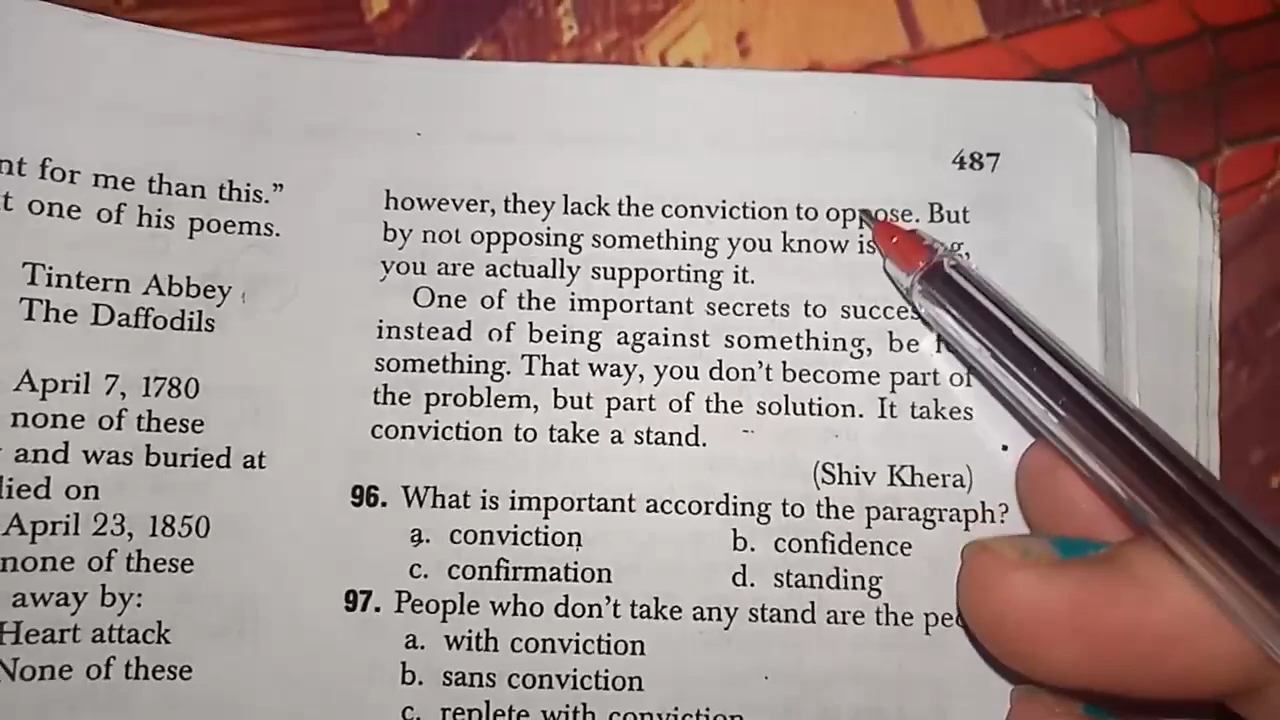 487
nt for me than this.”
t one of his poems.
Tintern Abbey
The Daffodils
April 7, 1780
none of these
and was buried at
lied on
April 23, 1850
none of these
away by:
Heart attack
None of these
however, they lack the conviction to oppose. But
by not opposing something you know is
you are actually supporting it.
One of the important secrets to
instead of being against something, be
something. That way, you don’t become part of
the problem, but part of the solution. It takes
conviction to take a stand.
(Shiv Khera)
96. What is important according to the paragraph?
a. conviction
b. confidence
c. confirmation
d. standing
97. People who don’t take any stand are the
a. with conviction
b. sans conviction
c. replete with conviction